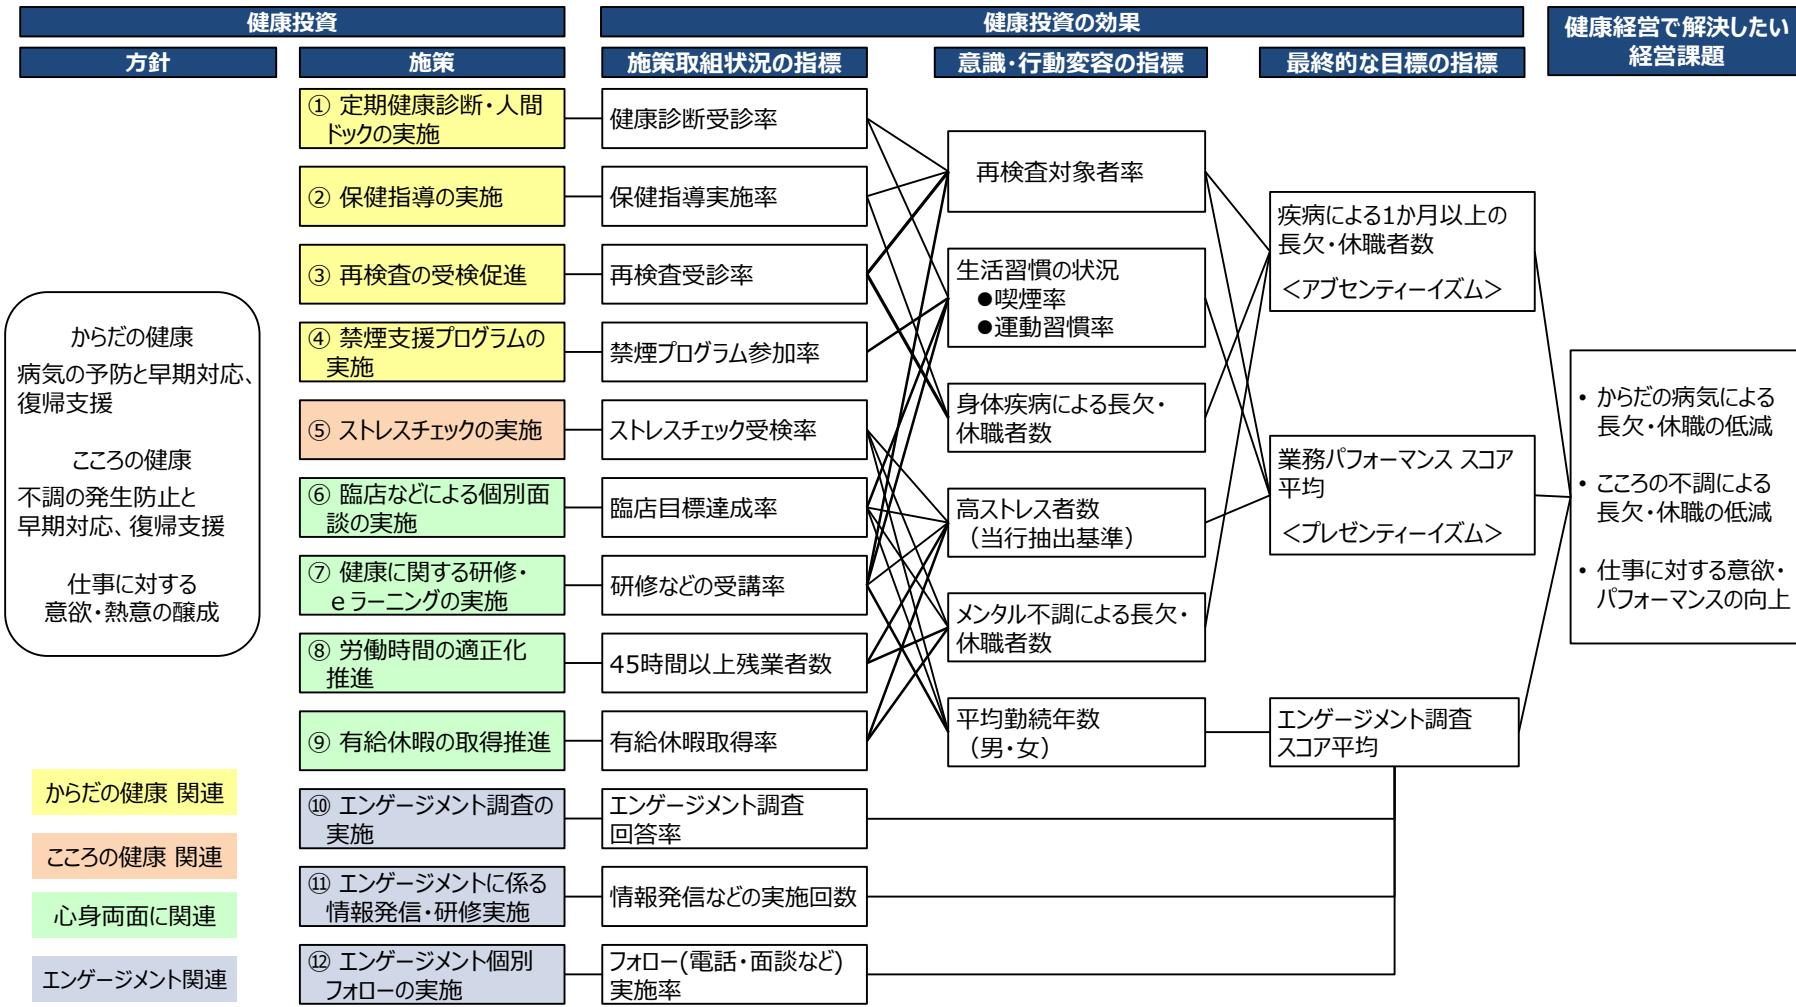 健康投資
健康投資の効果
健康経営で解決したい
経営課題
方針
施策
施策取組状況の指標
意識・行動変容の指標
最終的な目標の指標
からだの健康
病気の予防と早期対応、
復帰支援
こころの健康
不調の発生防止と
早期対応、復帰支援
仕事に対する
意欲・熱意の醸成
からだの健康 関連
こころの健康 関連
心身両面に関連
エンゲージメント関連
① 定期健康診断・人間
ドックの実施
② 保健指導の実施
③ 再検査の受検促進
④ 禁煙支援プログラムの
実施
⑤ ストレスチェックの実施
⑥ 臨店などによる個別面
談の実施
⑦ 健康に関する研修・
eラーニングの実施
⑧ 労働時間の適正化
推進
⑨ 有給休暇の取得推進
⑩ エンゲージメント調査の
実施
⑪ エンゲージメントに係る
情報発信・研修実施
⑫ エンゲージメント個別
フォローの実施
健康診断受診率
保健指導実施率
再検査受診率
禁煙プログラム参加率
ストレスチェック受検率
臨店目標達成率
研修などの受講率
45時間以上残業者数
有給休暇取得率
エンゲージメント調査
回答率
情報発信などの実施回数
フォロー(電話・面談など)
実施率
再検査対象者率
生活習慣の状況
●喫煙率
●運動習慣率
身体疾病による長欠・
休職者数
高ストレス者数
（当行抽出基準）
メンタル不調による長欠・
休職者数
平均勤続年数
（男・女）
疾病による1か月以上の
長欠・休職者数
＜アブセンティーイズム＞
業務パフォーマンス スコア
平均
＜プレゼンティーイズム＞
エンゲージメント調査
スコア平均
• からだの病気による
長欠・休職の低減
• こころの不調による
長欠・休職の低減
• 仕事に対する意欲・
パフォーマンスの向上